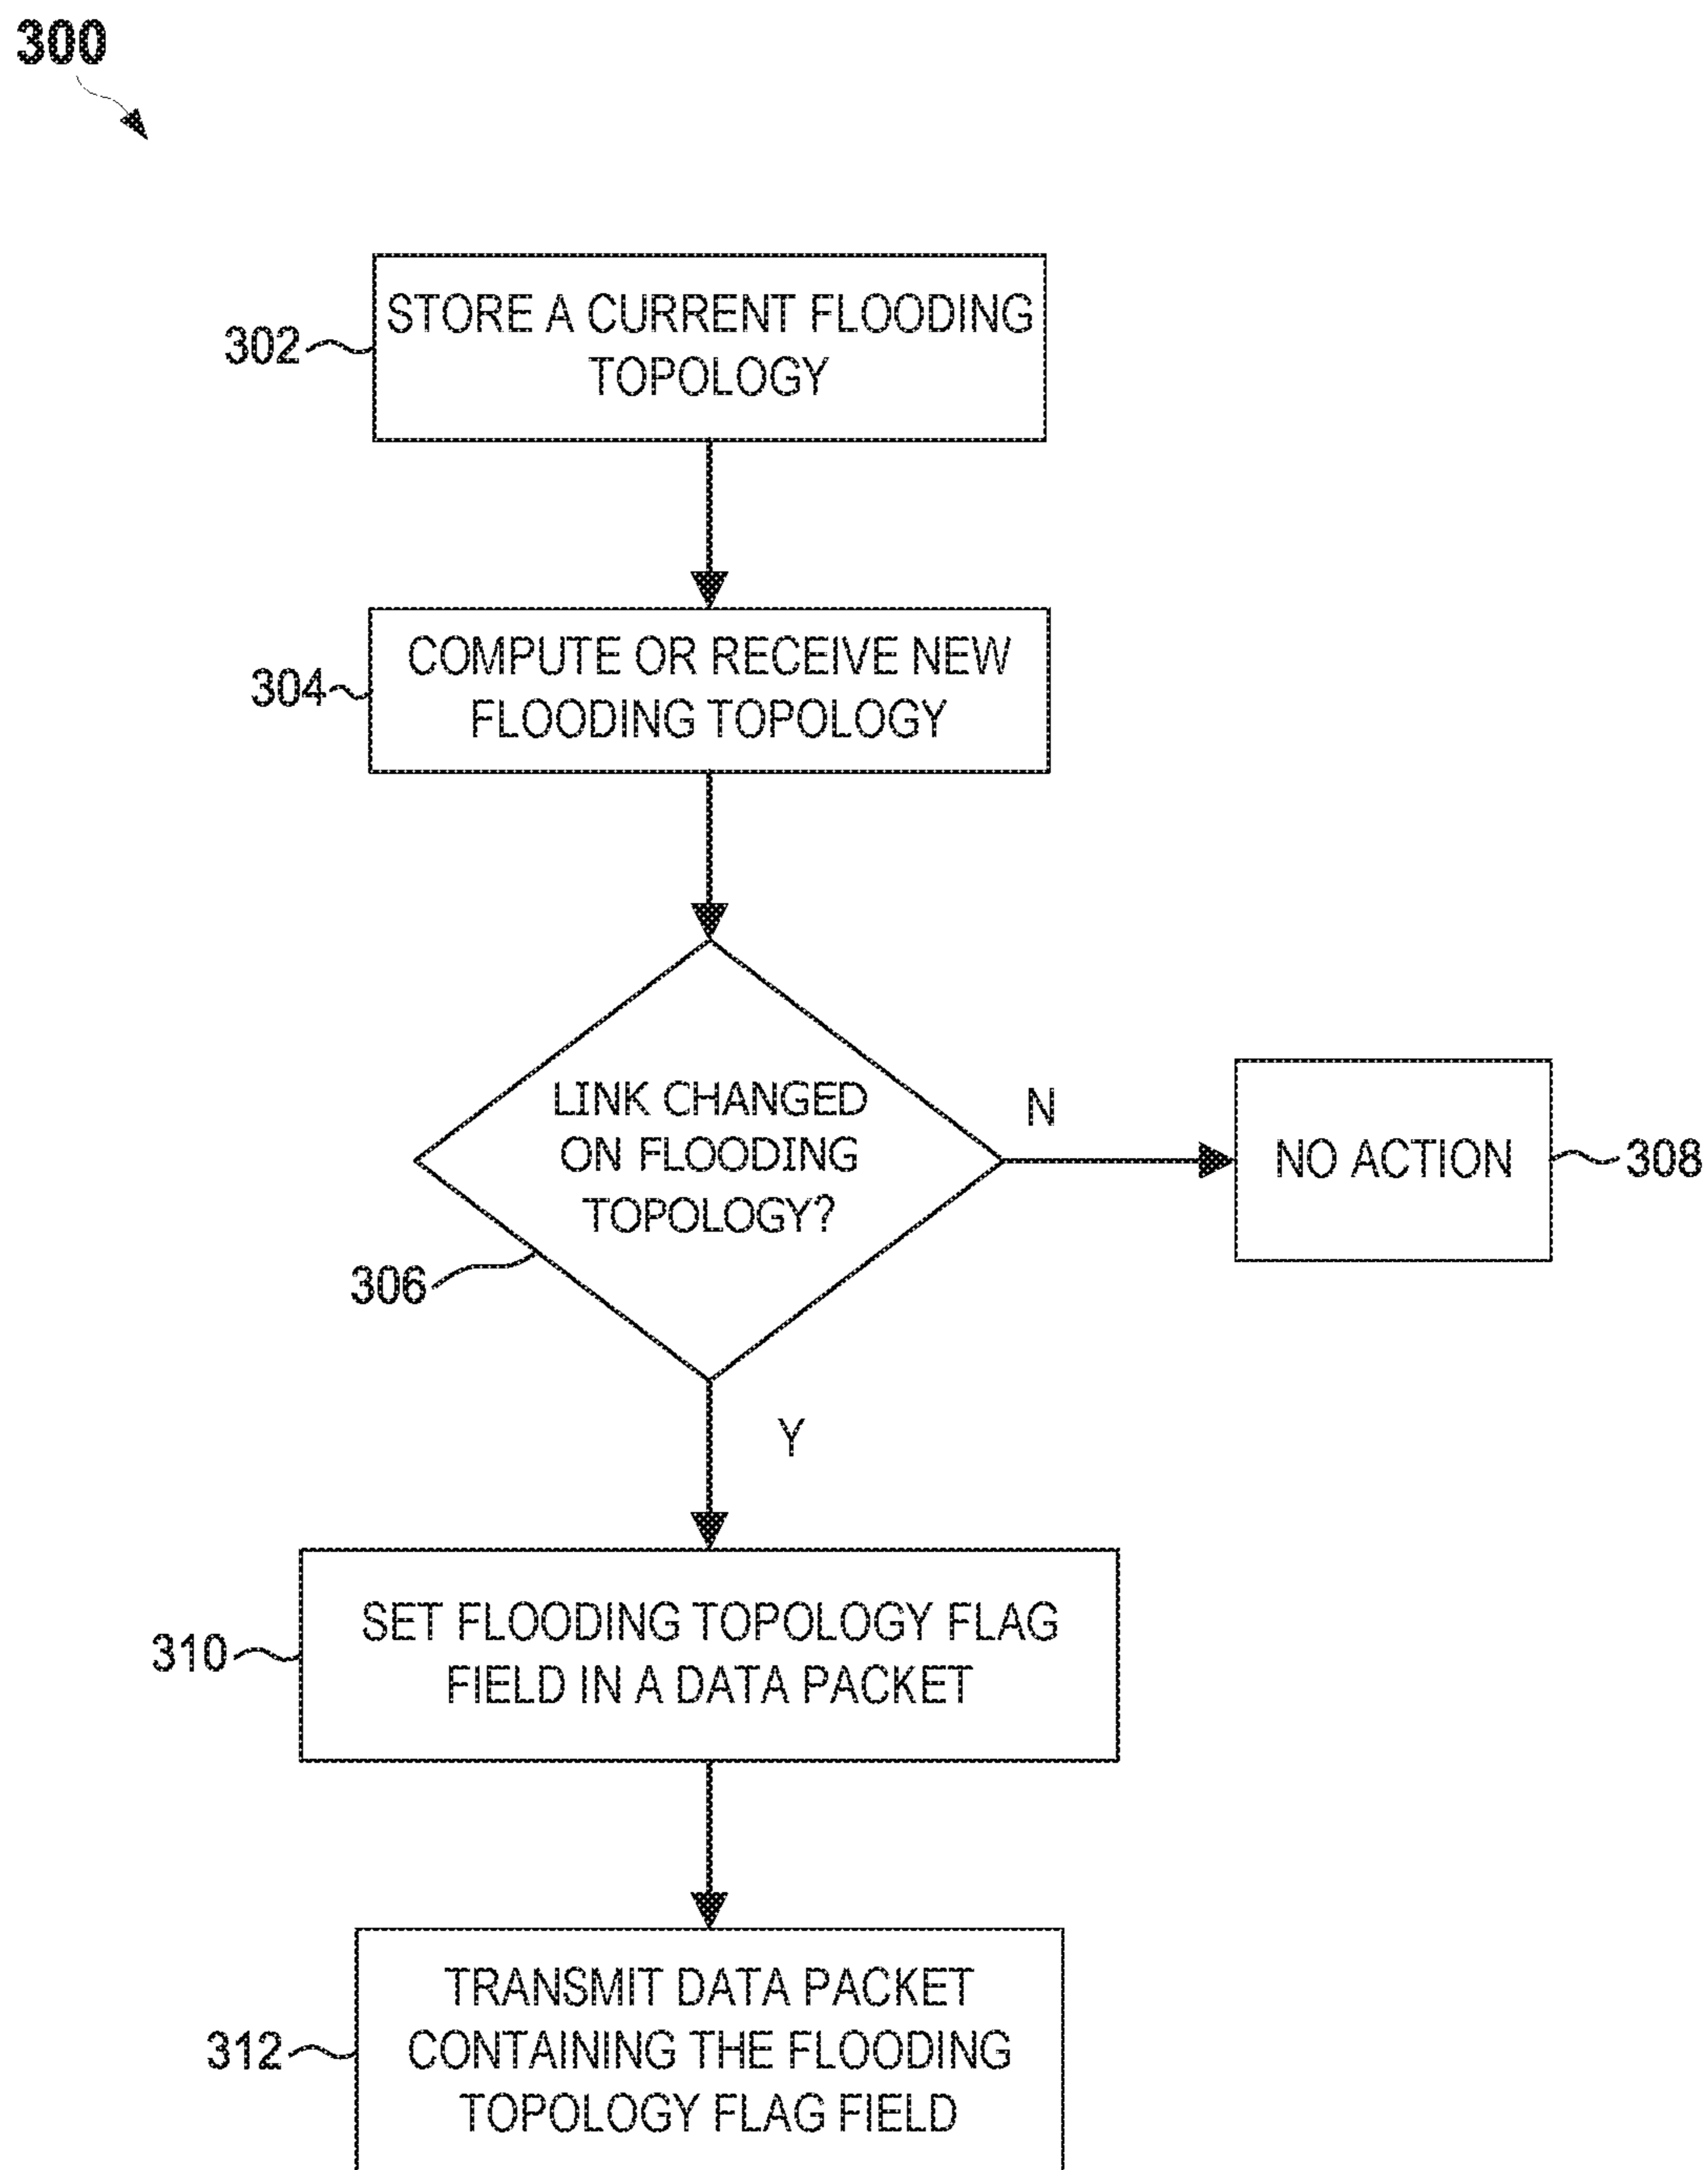 300
STORE A CURRENT FLOODING
TOPOLOGY
302
COMPUTE OR RECEIVE NEW
FLOODING TOPOLOGY
304
LINK CHANGED
ON FLOODING
TOPOLOGY?
306
N
NO ACTION
308
Y
SET FLOODING TOPOLOGY FLAG
FIELD IN A DATA PACKET
310
TRANSMIT DATA PACKET
CONTAINING THE FLOODING
TOPOLOGY FLAG FIELD
312